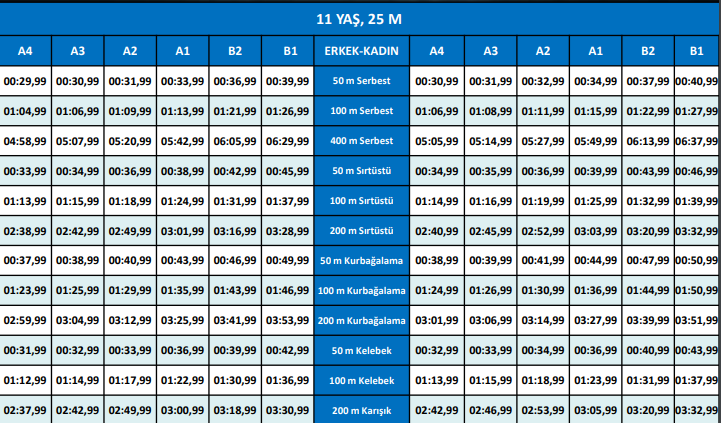 11 YAŞ, 25 M
A4 A3 A2 A1 B2 B1 ERKEK-KADIN A4 A3 A2 A1 B2 B1
00:29,99 00:30,99 00:31,99 00:33,99 00:36,99 00:39,99 50 m Serbest 00:30,99 00:31,99 00:32,99 00:34,99 00:37,99 00:40,99
01:04,99 01:06,99 01:09,99 01:13,99 01:21,99 01:26,99 100 m Serbest 01:06,99 01:08,99 01:11,99 01:15,99 01:22,99 01:27,99
04:58,99 05:07,99 05:20,99 05:42,99 06:05,99 06:29,99 400 m Serbest 05:05,99 05:14,99 05:27,99 05:49,99 06:13,99 06:37,99
00:33,99 00:34,99 00:36,99 00:38,99 00:42,99 00:45,99 50 m Sırtüstü 00:34,99 00:35,99 00:36,99 00:39,99 00:43,99 00:46,99
01:13,99 01:15,99 01:18,99 01:24,99 01:31,99 01:37,99 100 m Sırtüstü 01:14,99 01:16,99 01:19,99 01:25,99 01:32,99 01:39,99
02:38,99 02:42,99 02:49,99 03:01,99 03:16,99 03:28,99 200 m Sırtüstü 02:40,99 02:45,99 02:52,99 03:03,99 03:20,99 03:32,99
00:37,99 00:38,99 00:40,99 00:43,99 00:46,99 00:49,99 50 m Kurbağalama 00:38,99 00:39,99 00:41,99 00:44,99 00:47,99 00:50,99
01:23,99 01:25,99 01:29,99 01:35,99 01:43,99 01:46,99 100 m Kurbağalama 01:24,99 01:26,99 01:30,99 01:36,99 01:44,99 01:50,99
02:59,99 03:04,99 03:12,99 03:25,99 03:41,99 03:53,99 200 m Kurbağalama 03:01,99 03:06,99 03:14,99 03:27,99 03:39,99 03:51,99
00:31,99 00:32,99 00:33,99 00:36,99 00:39,99 00:42,99 50 m Kelebek 00:32,99 00:33,99 00:34,99 00:36,99 00:40,99 00:43,99
01:12,99 01:14,99 01:17,99 01:22,99 01:30,99 01:36,99 100 m Kelebek 01:13,99 01:15,99 01:18,99 01:23,99 01:31,99 01:37,99
02:37,99 02:42,99 02:49,99 03:00,99 03:18,99 03:30,99 200 m Karışık 02:42,99 02:46,99 02:53,99 03:05,99 03:20,99 03:32,99